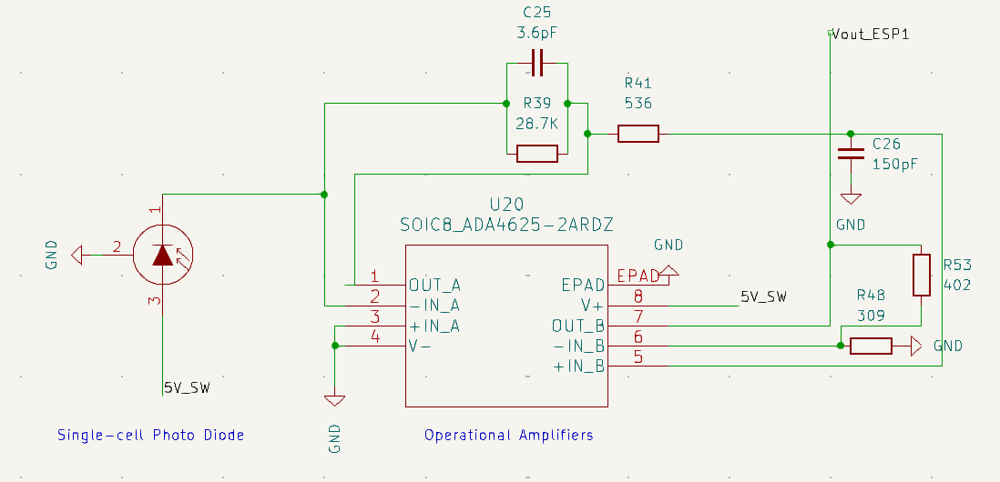 C25
3.6pF
Vout_ESP1
R41
536
R39
28.7K
C26
150pF
1
U20
SOIC8_ADA4625-2ARDZ
GND
GND
GND
2
EPAD
1
OUT_A
EPAD
R53
402
3
2
-IN_A
V+
8
5V_SW
R48
309
3
+IN_A
OUT_B
7
4
V-
-IN_B
6
GND
+IN_B
5
5V_SW
GND
Single-cell Photo Diode
Operational Amplifiers